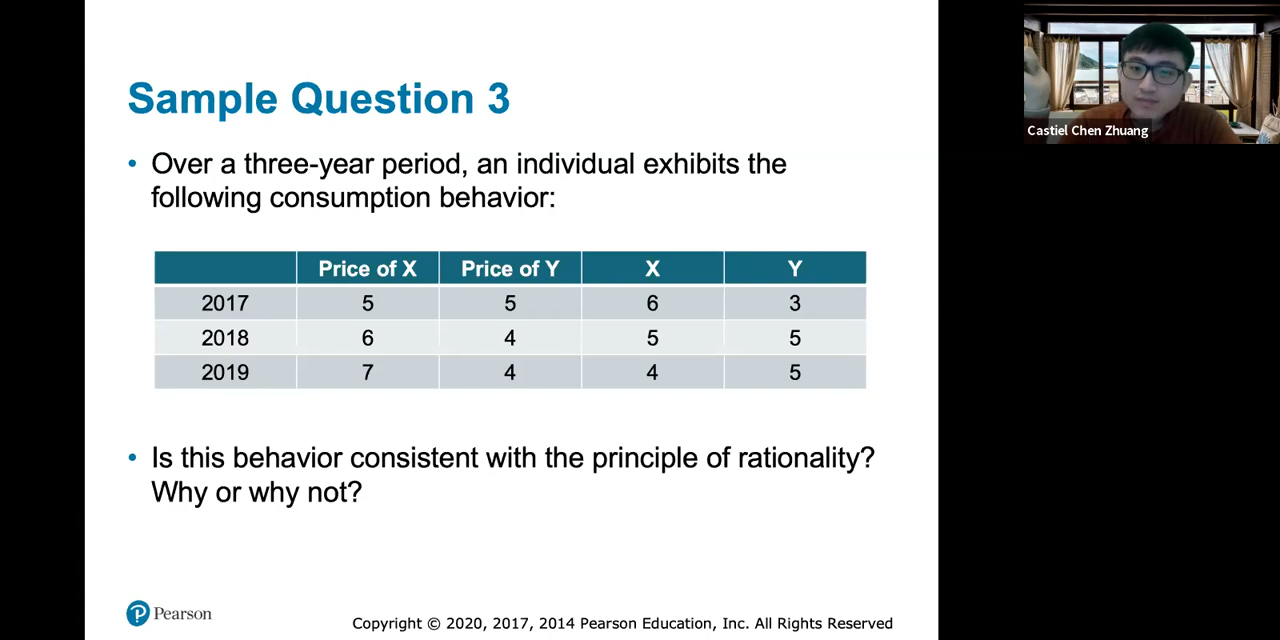 Sample Question 3
• Over a three-year period, an individual exhibits the
following consumption behavior:
Price of X Price of Y X Y
2017 5 5 6 3
2018 6 4 5 5
2019 7 4 4 5
• Is this behavior consistent with the principle of rationality?
Why or why not?
P Pearson
Copyright © 2020, 2017, 2014 Pearson Education, Inc. All Rights Reserved
Castiel Chen Zhuang